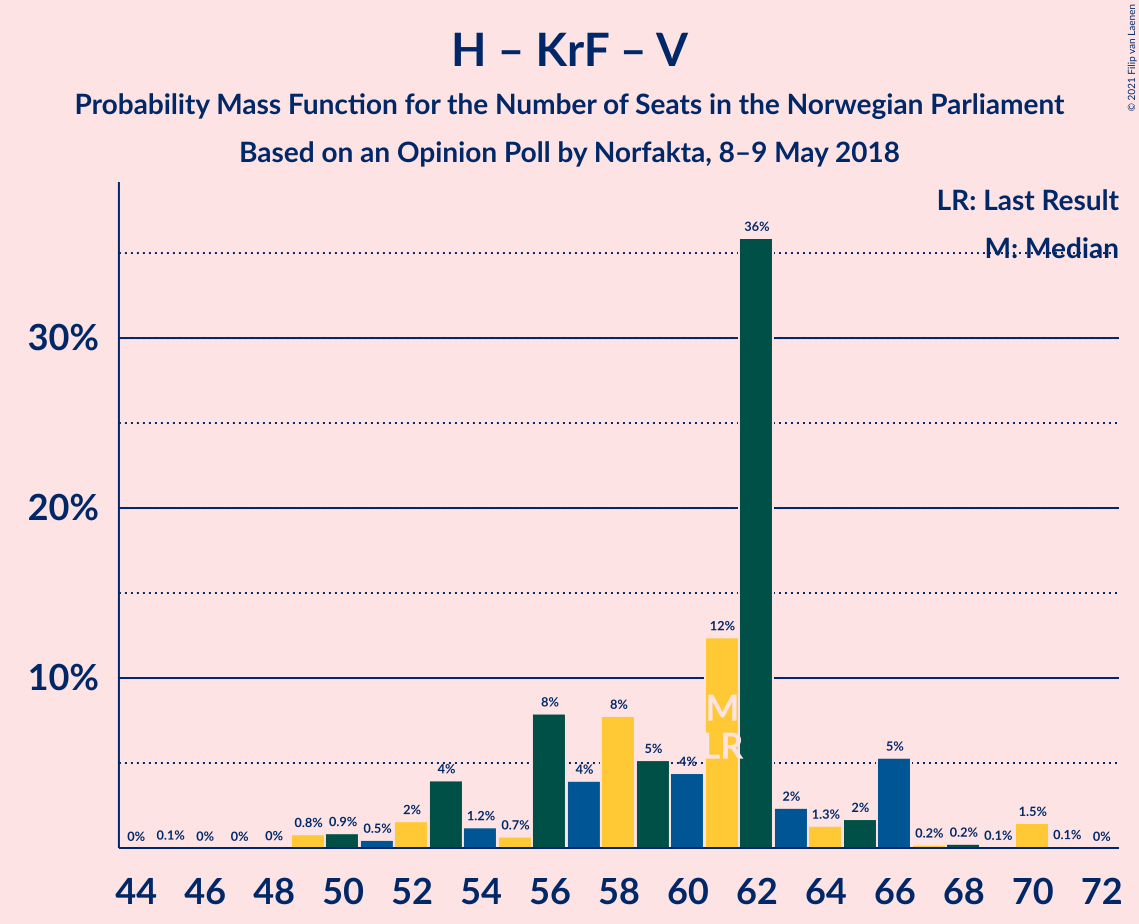 H – KrF – V
Probability Mass Function for the Number of Seats in the Norwegian Parliament
Based on an Opinion Poll by Norfakta, 8–9 May 2018
© 2021 Filip van Laenen
LR: Last Result
M: Median
30%
20%
10%
0% 0.1% 0% 0% 0% 0.8% 0.9% 0.5% 2% 4% 1.2% 0.7% 8% 4% 8% 5% 4% 12% 36% 2% 1.3% 2% 5% 0.2% 0.2% 0.1% 1.5% 0.1% 0%
M
LR
44 46 48 50 52 54 56 58 60 62 64 66 68 70 72